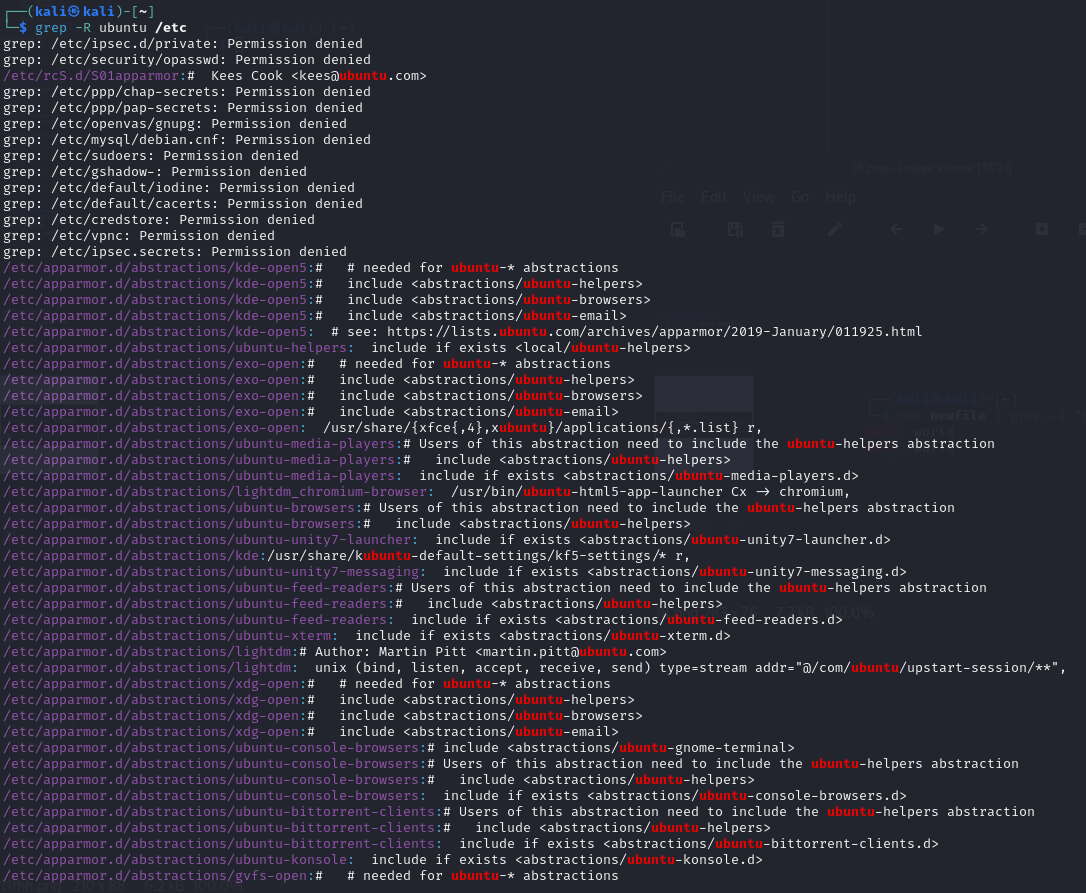 ┌──(kali㉿kali)-[~]
└─$ grep -R ubuntu /etc
grep: /etc/ipsec.d/private: Permission denied
grep: /etc/security/opasswd: Permission denied
/etc/rcS.d/S01apparmor:#  Kees Cook <kees@ubuntu.com>
grep: /etc/ppp/chap-secrets: Permission denied
grep: /etc/ppp/pap-secrets: Permission denied
grep: /etc/openvas/gnupg: Permission denied
grep: /etc/mysql/debian.cnf: Permission denied
grep: /etc/sudoers: Permission denied
grep: /etc/gshadow-: Permission denied
grep: /etc/default/iodine: Permission denied
grep: /etc/default/cacerts: Permission denied
grep: /etc/credstore: Permission denied
grep: /etc/vpnc: Permission denied
grep: /etc/ipsec.secrets: Permission denied
/etc/apparmor.d/abstractions/kde-open5:#   # needed for ubuntu-* abstractions
/etc/apparmor.d/abstractions/kde-open5:#   include <abstractions/ubuntu-helpers>
/etc/apparmor.d/abstractions/kde-open5:#   include <abstractions/ubuntu-browsers>
/etc/apparmor.d/abstractions/kde-open5:#   include <abstractions/ubuntu-email>
/etc/apparmor.d/abstractions/kde-open5:  # see: https://lists.ubuntu.com/archives/apparmor/2019-January/011925.html
/etc/apparmor.d/abstractions/ubuntu-helpers:  include if exists <local/ubuntu-helpers>
/etc/apparmor.d/abstractions/exo-open:#   # needed for ubuntu-* abstractions
/etc/apparmor.d/abstractions/exo-open:#   include <abstractions/ubuntu-helpers>
/etc/apparmor.d/abstractions/exo-open:#   include <abstractions/ubuntu-browsers>
/etc/apparmor.d/abstractions/exo-open:#   include <abstractions/ubuntu-email>
/etc/apparmor.d/abstractions/exo-open:  /usr/share/{xfce{,4},xubuntu}/applications/{,*.list} r,
/etc/apparmor.d/abstractions/ubuntu-media-players:# Users of this abstraction need to include the ubuntu-helpers abstraction
/etc/apparmor.d/abstractions/ubuntu-media-players:#   include <abstractions/ubuntu-helpers>
/etc/apparmor.d/abstractions/ubuntu-media-players:  include if exists <abstractions/ubuntu-media-players.d>
/etc/apparmor.d/abstractions/lightdm_chromium-browser:  /usr/bin/ubuntu-html5-app-launcher Cx -> chromium,
/etc/apparmor.d/abstractions/ubuntu-browsers:# Users of this abstraction need to include the ubuntu-helpers abstraction
/etc/apparmor.d/abstractions/ubuntu-browsers:#   include <abstractions/ubuntu-helpers>
/etc/apparmor.d/abstractions/ubuntu-unity7-launcher:  include if exists <abstractions/ubuntu-unity7-launcher.d>
/etc/apparmor.d/abstractions/kde:/usr/share/kubuntu-default-settings/kf5-settings/* r,
/etc/apparmor.d/abstractions/ubuntu-unity7-messaging:  include if exists <abstractions/ubuntu-unity7-messaging.d>
/etc/apparmor.d/abstractions/ubuntu-feed-readers:# Users of this abstraction need to include the ubuntu-helpers abstraction
/etc/apparmor.d/abstractions/ubuntu-feed-readers:#   include <abstractions/ubuntu-helpers>
/etc/apparmor.d/abstractions/ubuntu-feed-readers:  include if exists <abstractions/ubuntu-feed-readers.d>
/etc/apparmor.d/abstractions/ubuntu-xterm:  include if exists <abstractions/ubuntu-xterm.d>
/etc/apparmor.d/abstractions/lightdm:# Author: Martin Pitt <martin.pitt@ubuntu.com>
/etc/apparmor.d/abstractions/lightdm:  unix (bind, listen, accept, receive, send) type=stream addr="@/com/ubuntu/upstart-session/**",
/etc/apparmor.d/abstractions/xdg-open:#   # needed for ubuntu-* abstractions
/etc/apparmor.d/abstractions/xdg-open:#   include <abstractions/ubuntu-helpers>
/etc/apparmor.d/abstractions/xdg-open:#   include <abstractions/ubuntu-browsers>
/etc/apparmor.d/abstractions/xdg-open:#   include <abstractions/ubuntu-email>
/etc/apparmor.d/abstractions/ubuntu-console-browsers:# include <abstractions/ubuntu-gnome-terminal>
/etc/apparmor.d/abstractions/ubuntu-console-browsers:# Users of this abstraction need to include the ubuntu-helpers abstraction
/etc/apparmor.d/abstractions/ubuntu-console-browsers:#   include <abstractions/ubuntu-helpers>
/etc/apparmor.d/abstractions/ubuntu-console-browsers:  include if exists <abstractions/ubuntu-console-browsers.d>
/etc/apparmor.d/abstractions/ubuntu-bittorrent-clients:# Users of this abstraction need to include the ubuntu-helpers abstraction
/etc/apparmor.d/abstractions/ubuntu-bittorrent-clients:#   include <abstractions/ubuntu-helpers>
/etc/apparmor.d/abstractions/ubuntu-bittorrent-clients:  include if exists <abstractions/ubuntu-bittorrent-clients.d>
/etc/apparmor.d/abstractions/ubuntu-konsole:  include if exists <abstractions/ubuntu-konsole.d>
/etc/apparmor.d/abstractions/gvfs-open:#   # needed for ubuntu-* abstractions
File Edit View Go Help